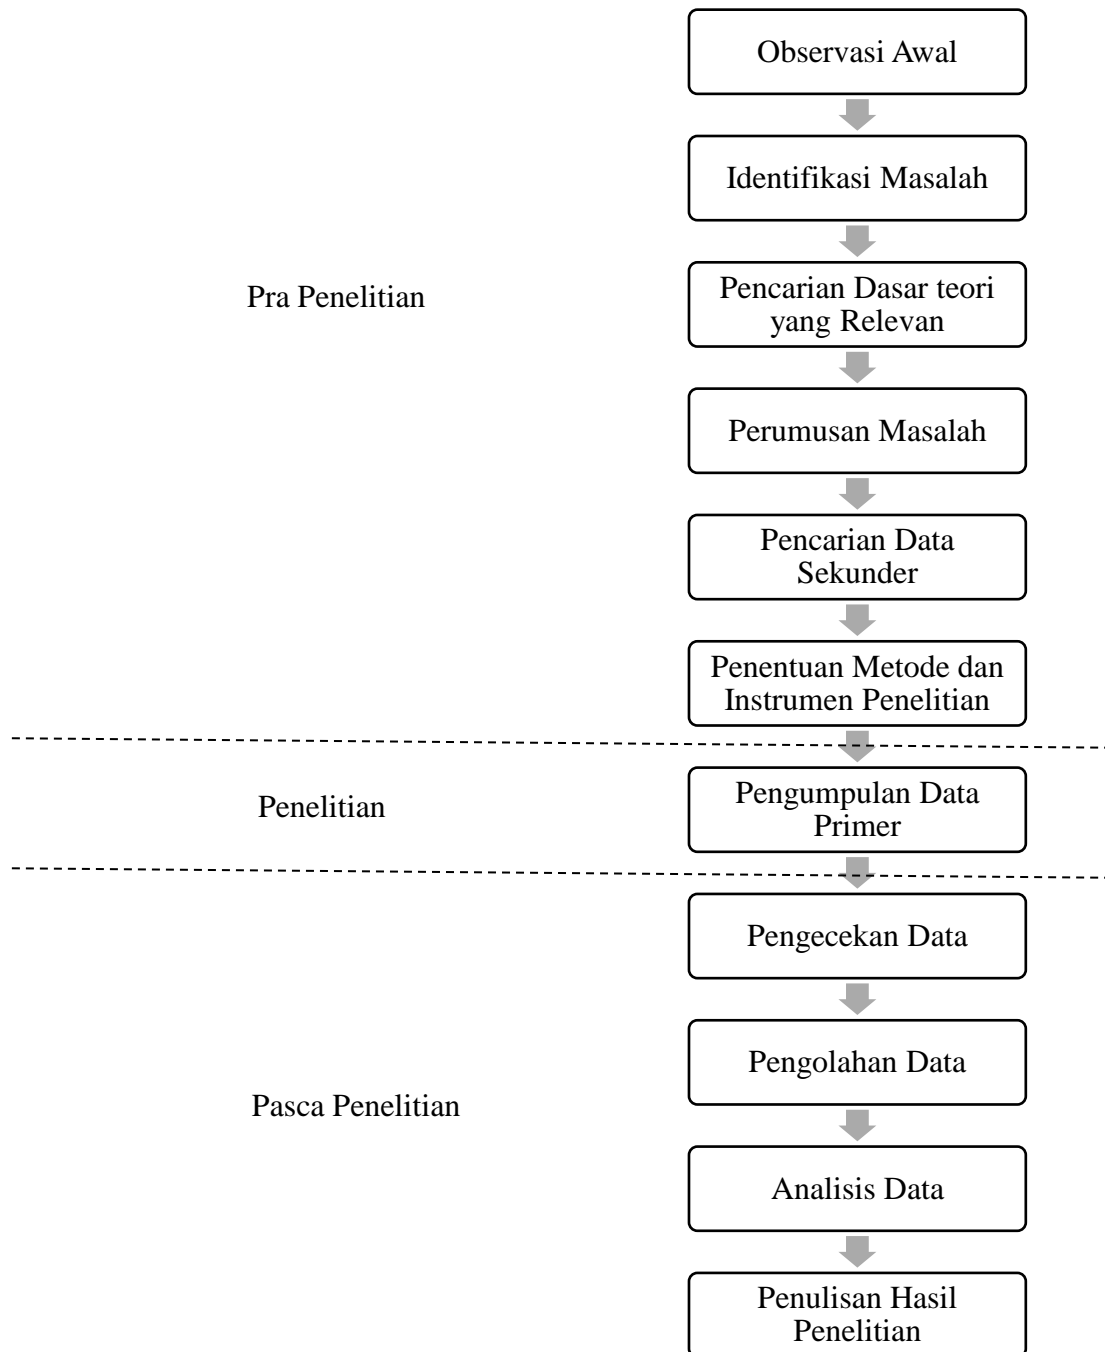 Observasi Awal
Identifikasi Masalah
Pra Penelitian
Pencarian Dasar teori
yang Relevan
Perumusan Masalah
Pencarian Data
Sekunder
Penentuan Metode dan
Instrumen Penelitian
Penelitian
Pengumpulan Data
Primer
Pengecekan Data
Pengolahan Data
Pasca Penelitian
Analisis Data
Penulisan Hasil
Penelitian